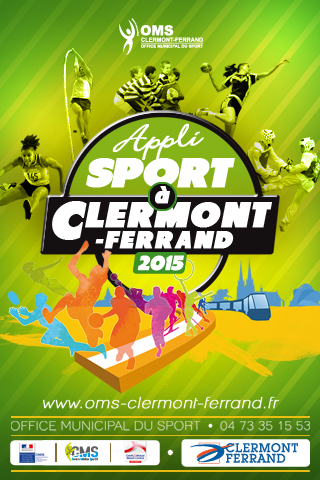 OMS
CLERMONT-FERRAND
OFFICE MUNICIPAL DU SPORT
Appli
SPORT
à
CLERMONT
-FERRAND
2015
www.oms-clermont-ferrand.fr
OFFICE MUNICIPAL DU SPORT • 04 73 35 15 53
CMS
CLERMONT
FERRAND